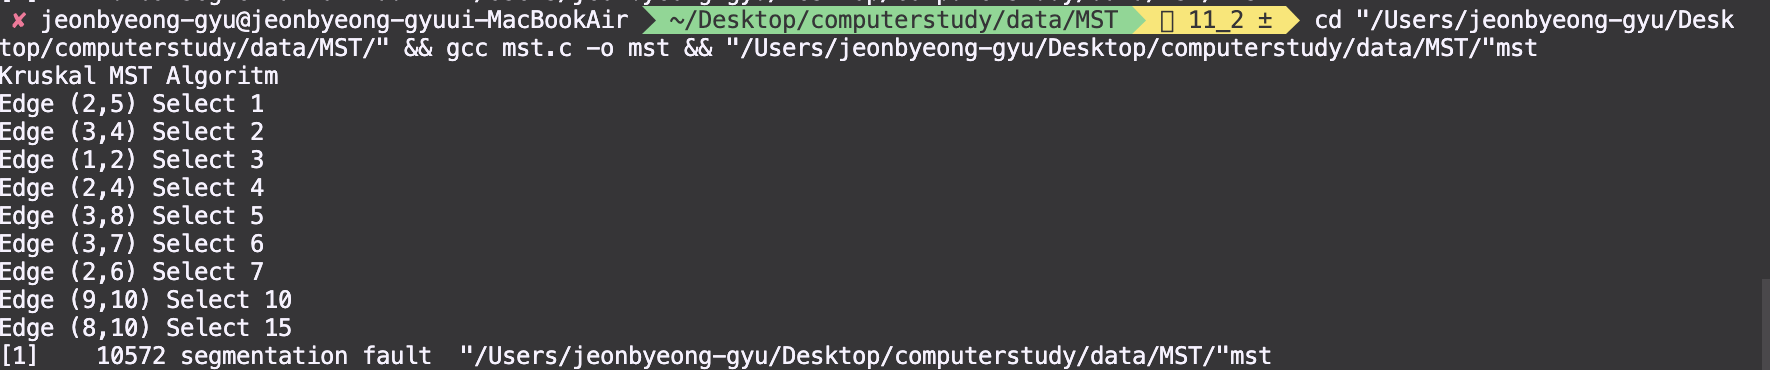 ✘ jeonbyeong-gyu@jeonbyeong-gyuui-MacBookAir ~/Desktop/computerstudy/data/MST 11_2 ± cd "/Users/jeonbyeong-gyu/Desk
top/computerstudy/data/MST/" && gcc mst.c -o mst && "/Users/jeonbyeong-gyu/Desktop/computerstudy/data/MST/"mst
Kruskal MST Algoritm
Edge (2,5) Select 1
Edge (3,4) Select 2
Edge (1,2) Select 3
Edge (2,4) Select 4
Edge (3,8) Select 5
Edge (3,7) Select 6
Edge (2,6) Select 7
Edge (9,10) Select 10
Edge (8,10) Select 15
[1]    10572 segmentation fault  "/Users/jeonbyeong-gyu/Desktop/computerstudy/data/MST/"mst